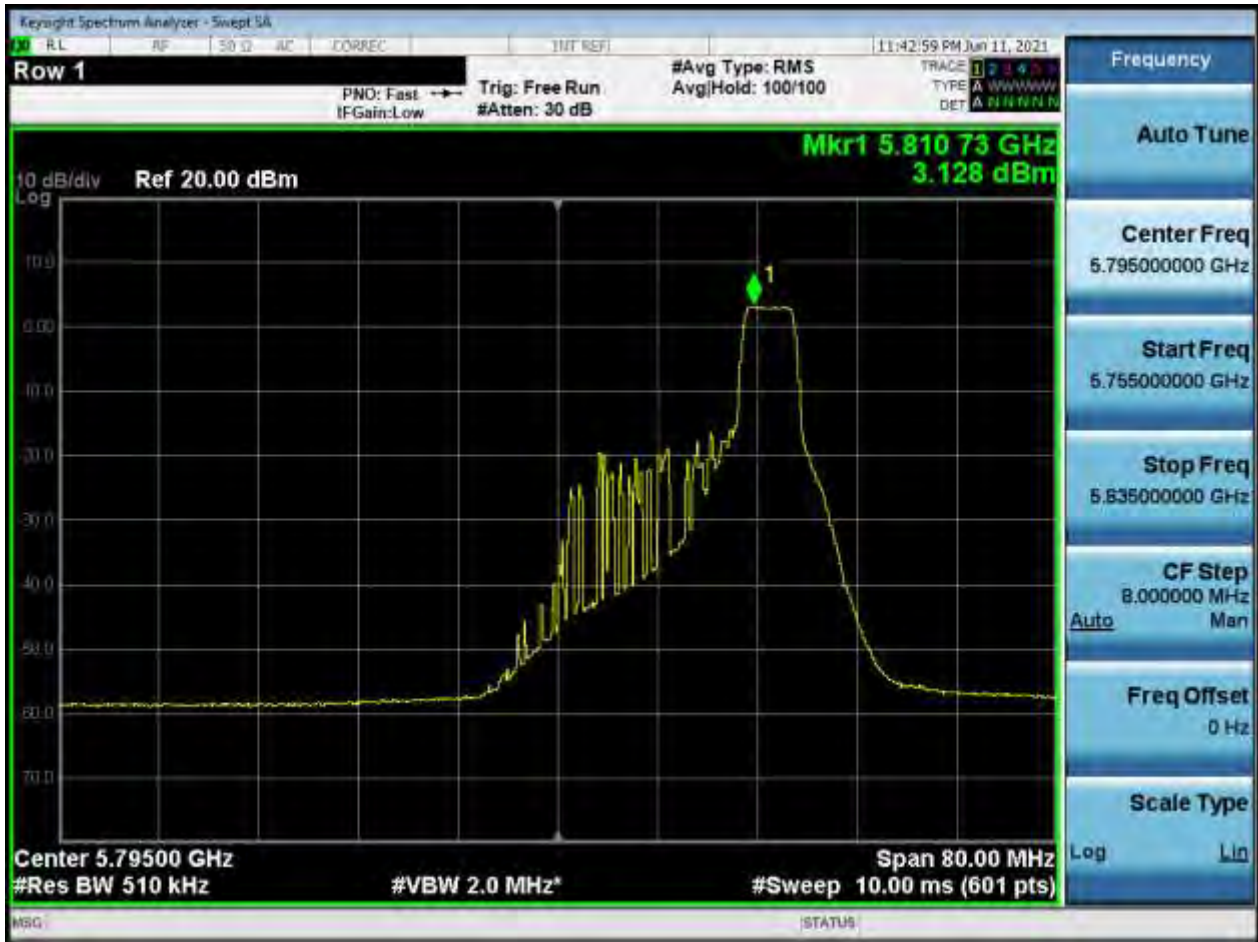 Keysight Spectrum Analyzer - Swept SA
RL RF 50 Ω AC CORREC INT REF 11:42:59 PM Jun 11, 2021
Row 1
PNO: Fast
IFGain:Low
Trig: Free Run
#Atten: 30 dB
#Avg Type: RMS
Avg|Hold: 100/100
TRACE 1 2 3 4 5 6
TYPE A WWWWW
DET A N N N N N
Mkr1 5.810 73 GHz
3.128 dBm
10 dB/div Ref 20.00 dBm
Log
10.0
0.00
-10.0
-20.0
-30.0
-40.0
-50.0
-60.0
-70.0
1
Center 5.79500 GHz
Span 80.00 MHz
#Res BW 510 kHz
#VBW 2.0 MHz*
#Sweep 10.00 ms (601 pts)
MSG
STATUS
Frequency
Auto Tune
Center Freq
5.795000000 GHz
Start Freq
5.755000000 GHz
Stop Freq
5.835000000 GHz
CF Step
8.000000 MHz
Auto Man
Freq Offset
0 Hz
Scale Type
Log Lin